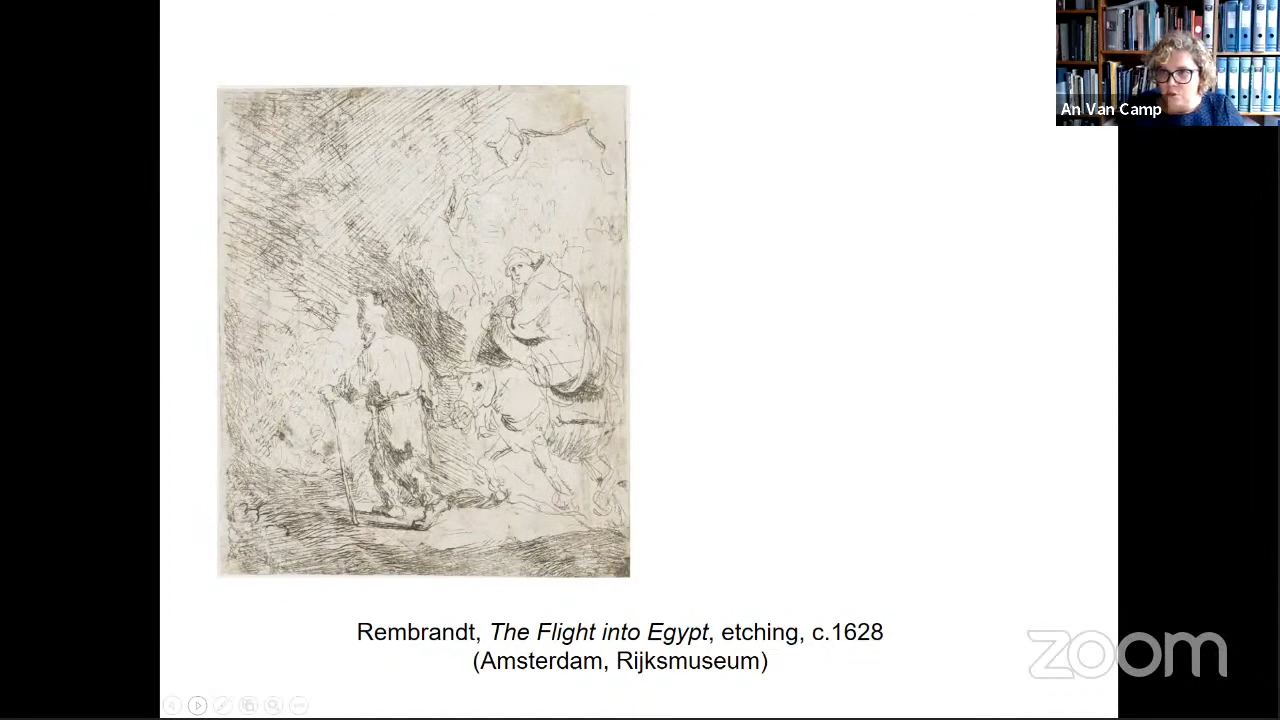 An Van Camp
Rembrandt, The Flight into Egypt, etching, c.1628
(Amsterdam, Rijksmuseum)
zoom